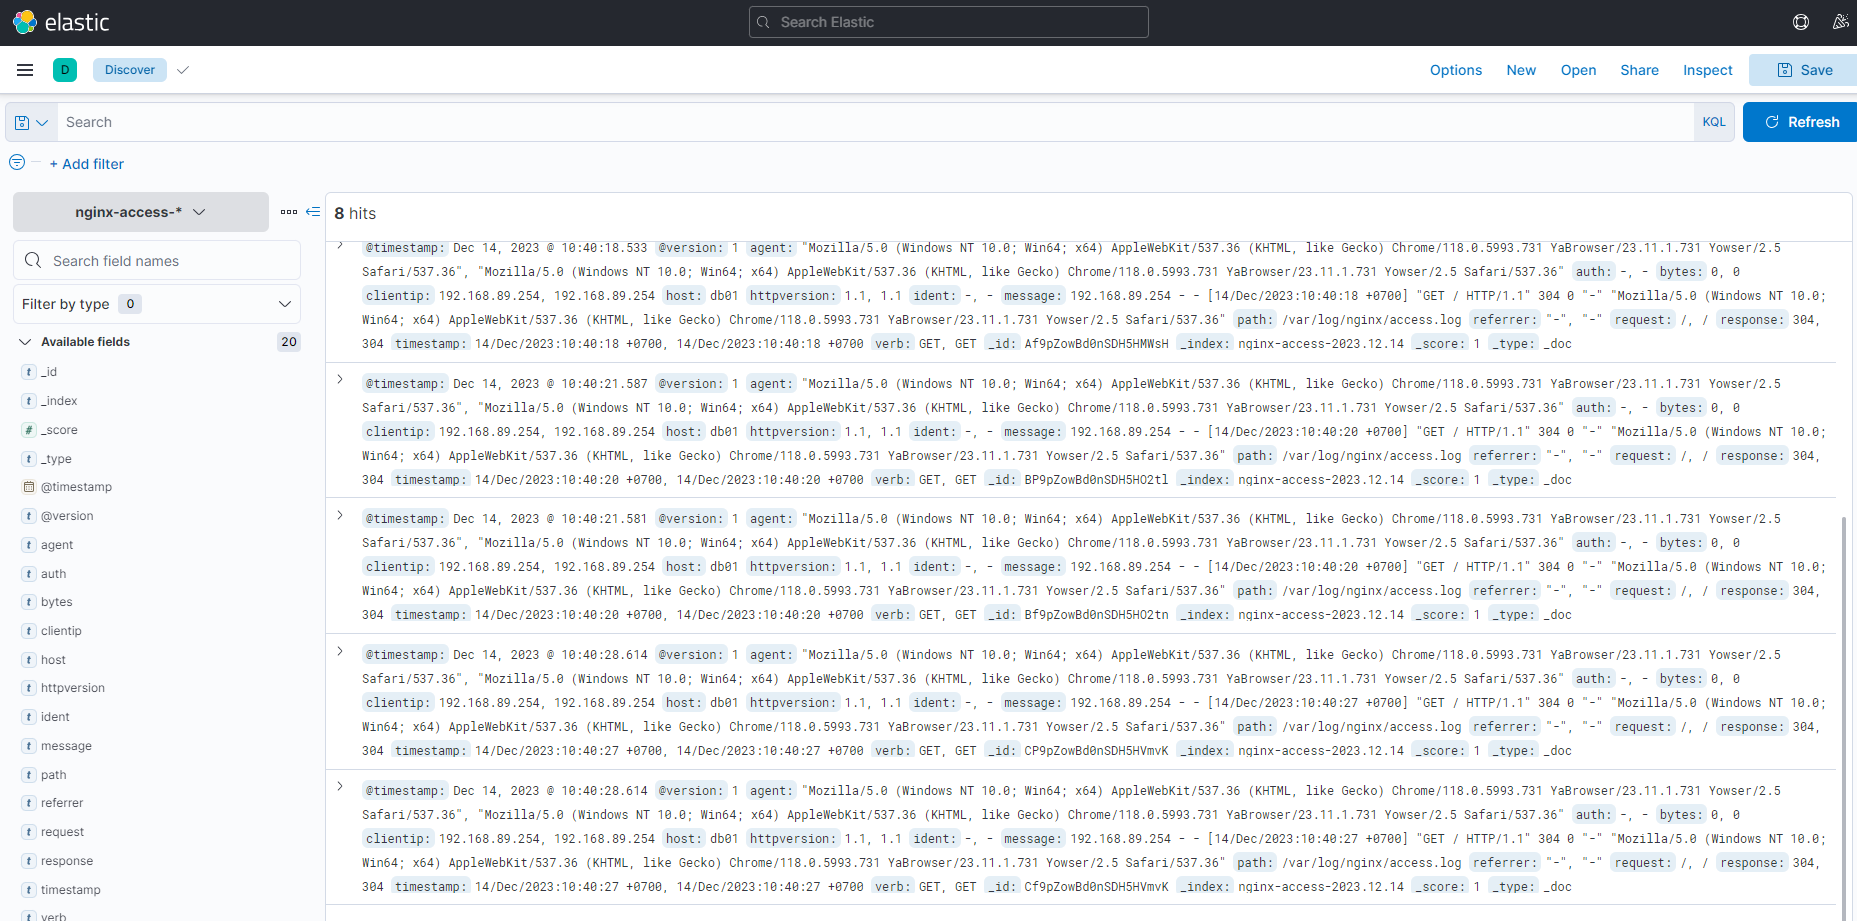 elastic
Search Elastic
D
Discover
Options New Open Share Inspect Save
Search
KQL
Refresh
+ Add filter
nginx-access-*
Search field names
Filter by type 0
Available fields 20
t _id
t _index
# _score
t _type
@timestamp
t @version
t agent
t auth
t bytes
t clientip
t host
t httpversion
t ident
t message
t path
t referrer
t request
t response
t timestamp
t verb
8 hits
@timestamp: Dec 14, 2023 @ 10:40:18.533 @version: 1 agent: "Mozilla/5.0 (Windows NT 10.0; Win64; x64) AppleWebKit/537.36 (KHTML, like Gecko) Chrome/118.0.5993.731 YaBrowser/23.11.1.731 Yowser/2.5
Safari/537.36", "Mozilla/5.0 (Windows NT 10.0; Win64; x64) AppleWebKit/537.36 (KHTML, like Gecko) Chrome/118.0.5993.731 YaBrowser/23.11.1.731 Yowser/2.5 Safari/537.36" auth: -, - bytes: 0, 0
clientip: 192.168.89.254, 192.168.89.254 host: db01 httpversion: 1.1, 1.1 ident: -, - message: 192.168.89.254 - - [14/Dec/2023:10:40:18 +0700] "GET / HTTP/1.1" 304 0 "-" "Mozilla/5.0 (Windows NT 10.0;
Win64; x64) AppleWebKit/537.36 (KHTML, like Gecko) Chrome/118.0.5993.731 YaBrowser/23.11.1.731 Yowser/2.5 Safari/537.36" path: /var/log/nginx/access.log referrer: "-", "-" request: /, / response: 304,
304 timestamp: 14/Dec/2023:10:40:18 +0700, 14/Dec/2023:10:40:18 +0700 verb: GET, GET _id: Af9pZowBd0nSDH5HMWsH _index: nginx-access-2023.12.14 _score: 1 _type: _doc
@timestamp: Dec 14, 2023 @ 10:40:21.587 @version: 1 agent: "Mozilla/5.0 (Windows NT 10.0; Win64; x64) AppleWebKit/537.36 (KHTML, like Gecko) Chrome/118.0.5993.731 YaBrowser/23.11.1.731 Yowser/2.5
Safari/537.36", "Mozilla/5.0 (Windows NT 10.0; Win64; x64) AppleWebKit/537.36 (KHTML, like Gecko) Chrome/118.0.5993.731 YaBrowser/23.11.1.731 Yowser/2.5 Safari/537.36" auth: -, - bytes: 0, 0
clientip: 192.168.89.254, 192.168.89.254 host: db01 httpversion: 1.1, 1.1 ident: -, - message: 192.168.89.254 - - [14/Dec/2023:10:40:20 +0700] "GET / HTTP/1.1" 304 0 "-" "Mozilla/5.0 (Windows NT 10.0;
Win64; x64) AppleWebKit/537.36 (KHTML, like Gecko) Chrome/118.0.5993.731 YaBrowser/23.11.1.731 Yowser/2.5 Safari/537.36" path: /var/log/nginx/access.log referrer: "-", "-" request: /, / response: 304,
304 timestamp: 14/Dec/2023:10:40:20 +0700, 14/Dec/2023:10:40:20 +0700 verb: GET, GET _id: BP9pZowBd0nSDH5HO2tl _index: nginx-access-2023.12.14 _score: 1 _type: _doc
@timestamp: Dec 14, 2023 @ 10:40:21.581 @version: 1 agent: "Mozilla/5.0 (Windows NT 10.0; Win64; x64) AppleWebKit/537.36 (KHTML, like Gecko) Chrome/118.0.5993.731 YaBrowser/23.11.1.731 Yowser/2.5
Safari/537.36", "Mozilla/5.0 (Windows NT 10.0; Win64; x64) AppleWebKit/537.36 (KHTML, like Gecko) Chrome/118.0.5993.731 YaBrowser/23.11.1.731 Yowser/2.5 Safari/537.36" auth: -, - bytes: 0, 0
clientip: 192.168.89.254, 192.168.89.254 host: db01 httpversion: 1.1, 1.1 ident: -, - message: 192.168.89.254 - - [14/Dec/2023:10:40:20 +0700] "GET / HTTP/1.1" 304 0 "-" "Mozilla/5.0 (Windows NT 10.0;
Win64; x64) AppleWebKit/537.36 (KHTML, like Gecko) Chrome/118.0.5993.731 YaBrowser/23.11.1.731 Yowser/2.5 Safari/537.36" path: /var/log/nginx/access.log referrer: "-", "-" request: /, / response: 304,
304 timestamp: 14/Dec/2023:10:40:20 +0700, 14/Dec/2023:10:40:20 +0700 verb: GET, GET _id: Bf9pZowBd0nSDH5HO2tn _index: nginx-access-2023.12.14 _score: 1 _type: _doc
@timestamp: Dec 14, 2023 @ 10:40:28.614 @version: 1 agent: "Mozilla/5.0 (Windows NT 10.0; Win64; x64) AppleWebKit/537.36 (KHTML, like Gecko) Chrome/118.0.5993.731 YaBrowser/23.11.1.731 Yowser/2.5
Safari/537.36", "Mozilla/5.0 (Windows NT 10.0; Win64; x64) AppleWebKit/537.36 (KHTML, like Gecko) Chrome/118.0.5993.731 YaBrowser/23.11.1.731 Yowser/2.5 Safari/537.36" auth: -, - bytes: 0, 0
clientip: 192.168.89.254, 192.168.89.254 host: db01 httpversion: 1.1, 1.1 ident: -, - message: 192.168.89.254 - - [14/Dec/2023:10:40:27 +0700] "GET / HTTP/1.1" 304 0 "-" "Mozilla/5.0 (Windows NT 10.0;
Win64; x64) AppleWebKit/537.36 (KHTML, like Gecko) Chrome/118.0.5993.731 YaBrowser/23.11.1.731 Yowser/2.5 Safari/537.36" path: /var/log/nginx/access.log referrer: "-", "-" request: /, / response: 304,
304 timestamp: 14/Dec/2023:10:40:27 +0700, 14/Dec/2023:10:40:27 +0700 verb: GET, GET _id: CP9pZowBd0nSDH5HVmvK _index: nginx-access-2023.12.14 _score: 1 _type: _doc
@timestamp: Dec 14, 2023 @ 10:40:28.614 @version: 1 agent: "Mozilla/5.0 (Windows NT 10.0; Win64; x64) AppleWebKit/537.36 (KHTML, like Gecko) Chrome/118.0.5993.731 YaBrowser/23.11.1.731 Yowser/2.5
Safari/537.36", "Mozilla/5.0 (Windows NT 10.0; Win64; x64) AppleWebKit/537.36 (KHTML, like Gecko) Chrome/118.0.5993.731 YaBrowser/23.11.1.731 Yowser/2.5 Safari/537.36" auth: -, - bytes: 0, 0
clientip: 192.168.89.254, 192.168.89.254 host: db01 httpversion: 1.1, 1.1 ident: -, - message: 192.168.89.254 - - [14/Dec/2023:10:40:27 +0700] "GET / HTTP/1.1" 304 0 "-" "Mozilla/5.0 (Windows NT 10.0;
Win64; x64) AppleWebKit/537.36 (KHTML, like Gecko) Chrome/118.0.5993.731 YaBrowser/23.11.1.731 Yowser/2.5 Safari/537.36" path: /var/log/nginx/access.log referrer: "-", "-" request: /, / response: 304,
304 timestamp: 14/Dec/2023:10:40:27 +0700, 14/Dec/2023:10:40:27 +0700 verb: GET, GET _id: Cf9pZowBd0nSDH5HVmvK _index: nginx-access-2023.12.14 _score: 1 _type: _doc